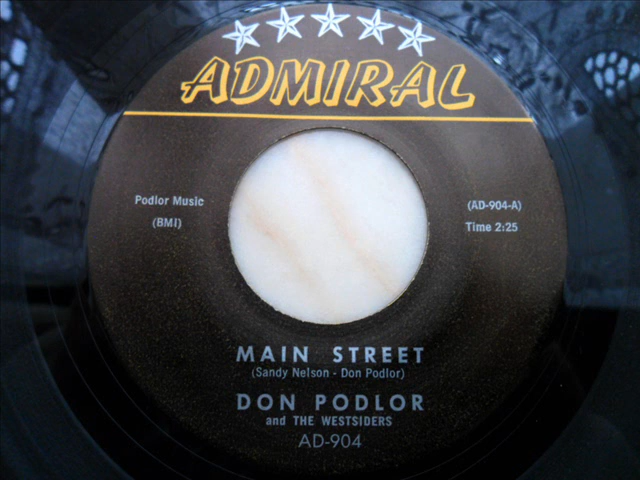 ADMIRAL
Podlor Music
(BMI)
(AD-904-A)
Time 2:25
MAIN STREET
(Sandy Nelson - Don Podlor)
DON PODLOR
and THE WESTSIDERS
AD-904